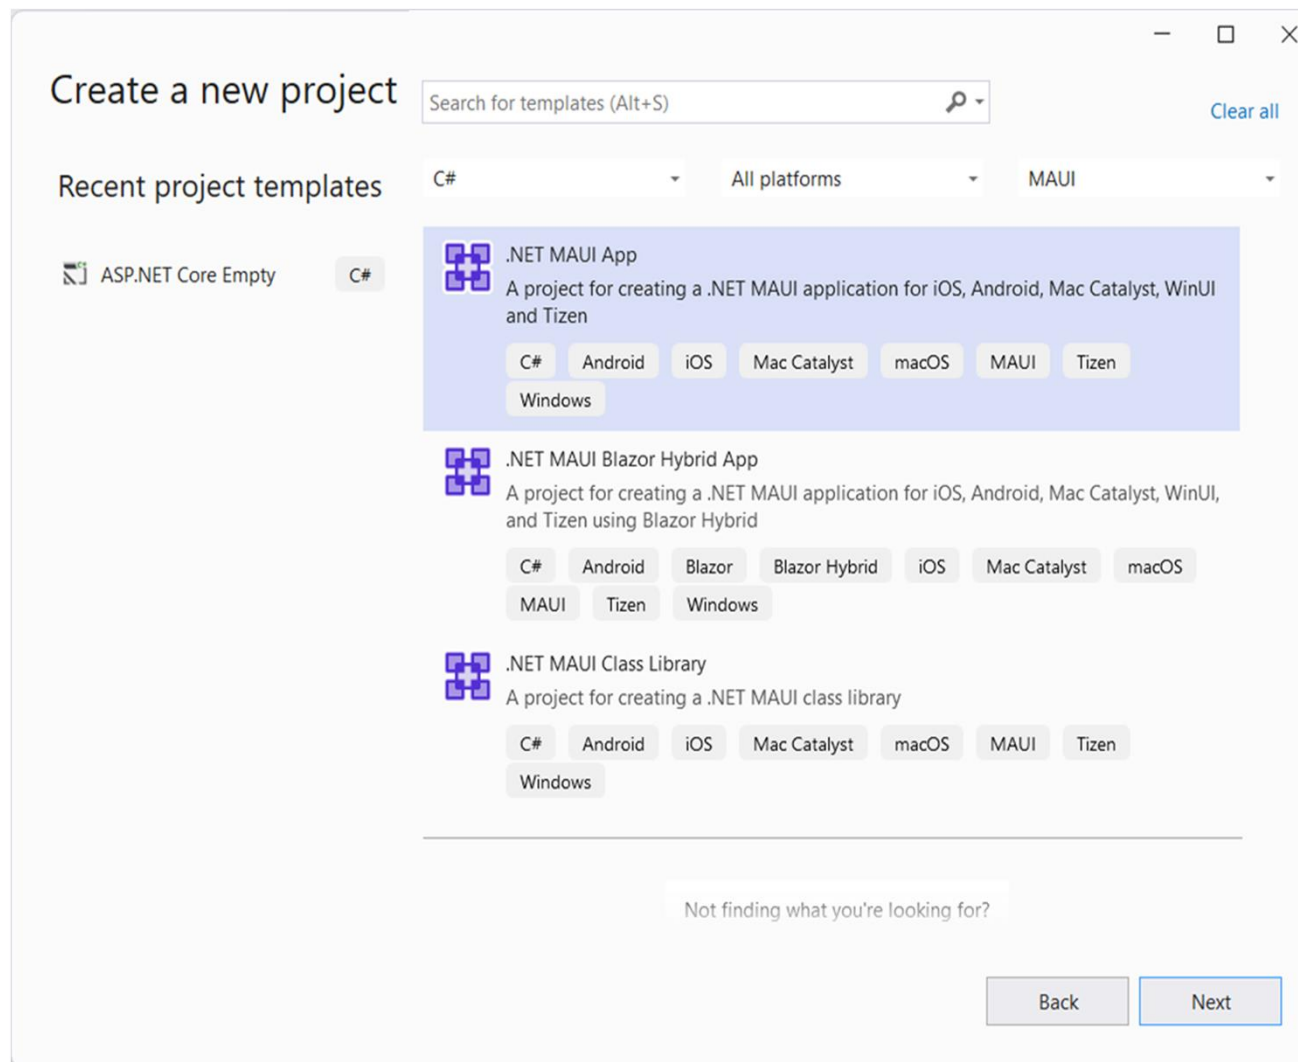 Create a new project
Search for templates (Alt+S)
Clear all
Recent project templates
C#
All platforms
MAUI
ASP.NET Core Empty
C#
.NET MAUI App
A project for creating a .NET MAUI application for iOS, Android, Mac Catalyst, WinUI
and Tizen
C# Android iOS Mac Catalyst macOS MAUI Tizen
Windows
.NET MAUI Blazor Hybrid App
A project for creating a .NET MAUI application for iOS, Android, Mac Catalyst, WinUI,
and Tizen using Blazor Hybrid
C# Android Blazor Blazor Hybrid iOS Mac Catalyst macOS
MAUI Tizen Windows
.NET MAUI Class Library
A project for creating a .NET MAUI class library
C# Android iOS Mac Catalyst macOS MAUI Tizen
Windows
Not finding what you're looking for?
Back
Next